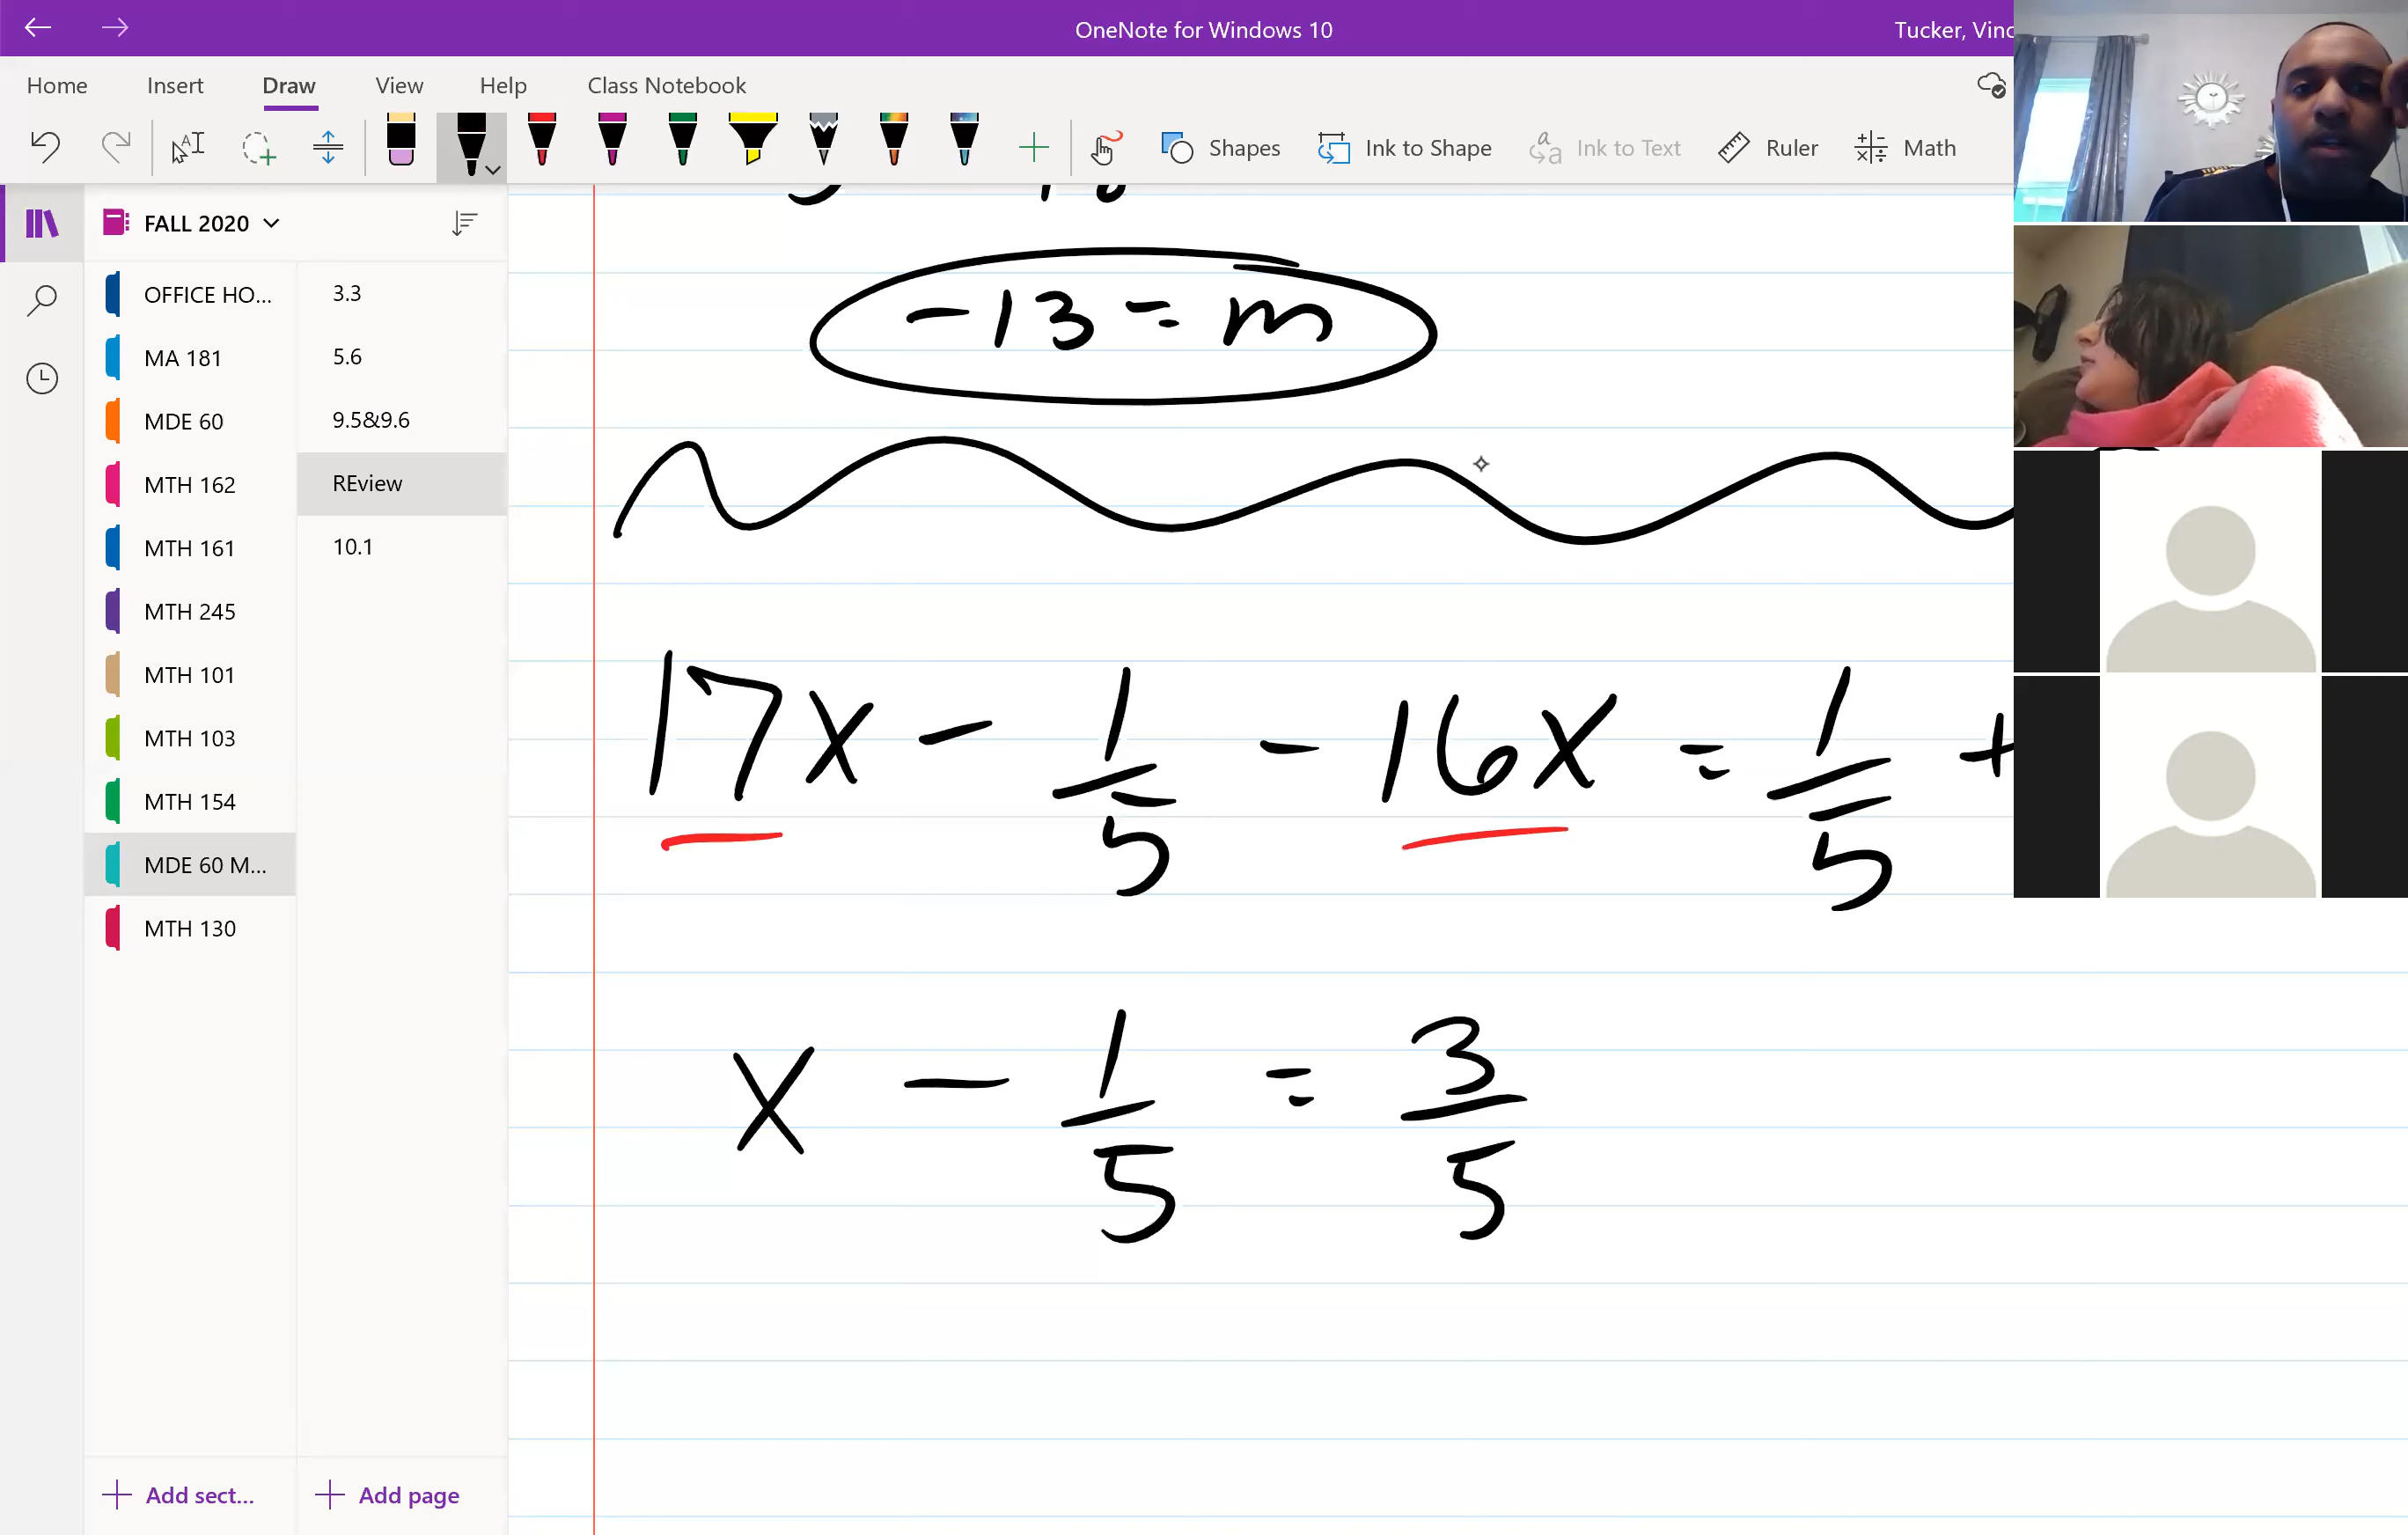 OneNote for Windows 10
Tucker, Vinc
Home Insert Draw View Help Class Notebook
Shapes Ink to Shape Ink to Text Ruler Math
FALL 2020
OFFICE HO...
MA 181
MDE 60
MTH 162
MTH 161
MTH 245
MTH 101
MTH 103
MTH 154
MDE 60 M...
MTH 130
3.3
5.6
9.5&9.6
REview
10.1
-13 = m
17x - 1/5 - 16x = 1/5 +
x - 1/5 = 3/5
Add sect...
Add page